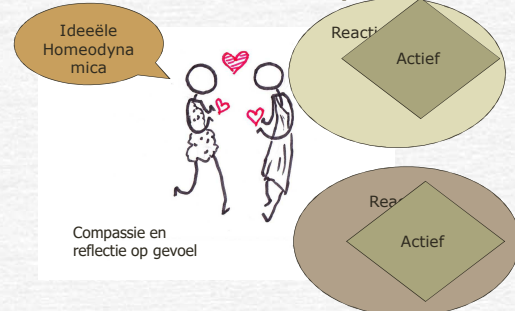 Ideeële
Homeodyna
mica
Actief
Compassie en
reflectie op gevoel
Actief